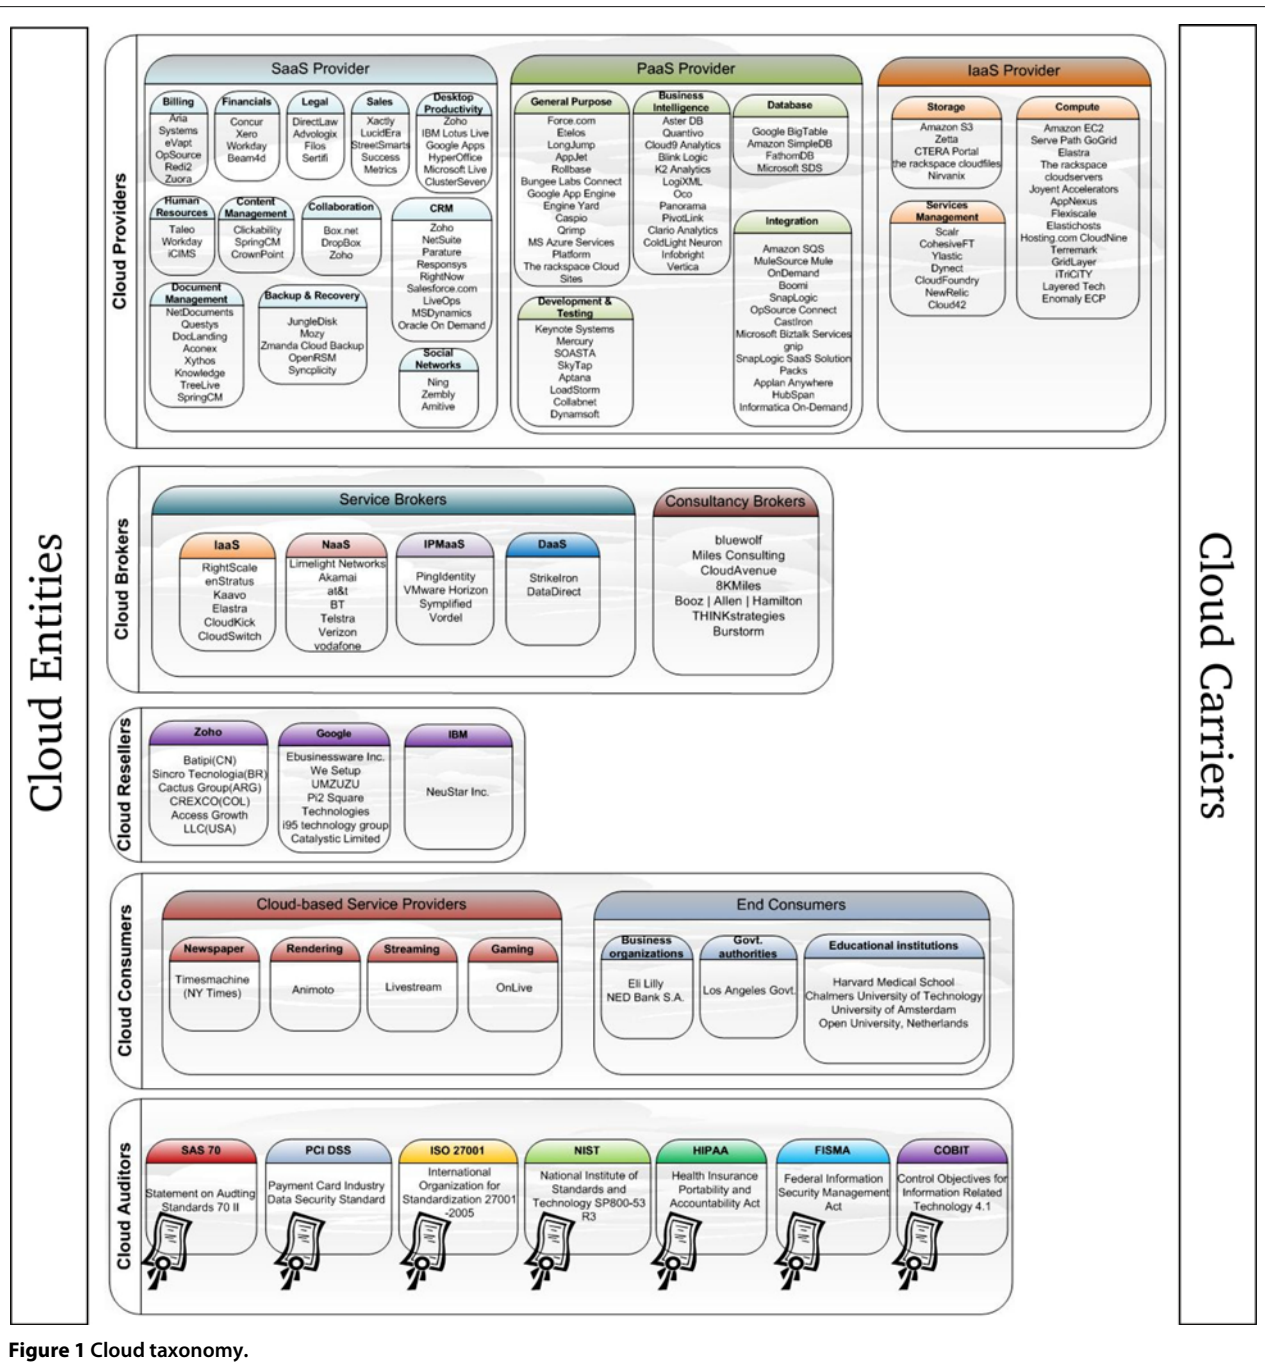 Cloud Entities
Cloud Carriers
Cloud Providers
SaaS Provider
Billing
Aria
Systems
eVapt
OpSource
Redi2
Zuora
Financials
Concur
Xero
Workday
Beam4d
Legal
DirectLaw
Advologix
Filos
Sertifi
Sales
Xactly
LucidEra
StreetSmarts
Success
Metrics
Desktop
Productivity
Zoho
IBM Lotus Live
Google Apps
HyperOffice
Microsoft Live
ClusterSeven
Human
Resources
Taleo
Workday
iCIMS
Content
Management
Clickability
SpringCM
CrownPoint
Collaboration
Box.net
DropBox
Zoho
CRM
Zoho
NetSuite
Parature
Responsys
RightNow
Salesforce.com
LiveOps
MSDynamics
Oracle On Demand
Document
Management
NetDocuments
Questys
DocLanding
Aconex
Xythos
Knowledge
TreeLive
SpringCM
Backup & Recovery
JungleDisk
Mozy
Zmanda Cloud Backup
OpenRSM
Syncplicity
Social
Networks
Ning
Zembly
Amitive
PaaS Provider
General Purpose
Force.com
Etelos
LongJump
AppJet
Rollbase
Bungee Labs Connect
Google App Engine
Engine Yard
Caspio
Qrimp
MS Azure Services
Platform
The rackspace Cloud
Sites
Business
Intelligence
Aster DB
Quantivo
Cloud9 Analytics
Blink Logic
K2 Analytics
LogiXML
Oco
Panorama
PivotLink
Clario Analytics
ColdLight Neuron
Infobright
Vertica
Database
Google BigTable
Amazon SimpleDB
FathomDB
Microsoft SDS
Development &
Testing
Keynote Systems
Mercury
SOASTA
SkyTap
Aptana
LoadStorm
Collabnet
Dynamsoft
Integration
Amazon SQS
MuleSource Mule
OnDemand
Boomi
SnapLogic
OpSource Connect
CastIron
Microsoft Biztalk Services
gnip
SnapLogic SaaS Solution
Packs
Applan Anywhere
HubSpan
Informatica On-Demand
IaaS Provider
Storage
Amazon S3
Zetta
CTERA Portal
the rackspace cloudfiles
Nirvanix
Services
Management
Scalr
CohesiveFT
Ylastic
Dynect
CloudFoundry
NewRelic
Cloud42
Compute
Amazon EC2
Serve Path GoGrid
Elastra
The rackspace
cloudservers
Joyent Accelerators
AppNexus
Flexiscale
Elastichosts
Hosting.com CloudNine
Terremark
GridLayer
iTriCiTY
Layered Tech
Enomaly ECP
Cloud Brokers
Service Brokers
IaaS
RightScale
enStratus
Kaavo
Elastra
CloudKick
CloudSwitch
NaaS
Limelight Networks
Akamai
at&t
BT
Telstra
Verizon
vodafone
IPMaaS
PingIdentity
VMware Horizon
Symplified
Vordel
DaaS
StrikeIron
DataDirect
Consultancy Brokers
bluewolf
Miles Consulting
CloudAvenue
8KMiles
Booz | Allen | Hamilton
THINKstrategies
Burstorm
Cloud Resellers
Zoho
Batipi(CN)
Sincro Tecnologia(BR)
Cactus Group(ARG)
CREXCO(COL)
Access Growth
LLC(USA)
Google
Ebusinessware Inc.
We Setup
UMZUZU
Pi2 Square
Technologies
i95 technology group
Catalystic Limited
IBM
NeuStar Inc.
Cloud Consumers
Cloud-based Service Providers
Newspaper
Timesmachine
(NY Times)
Rendering
Animoto
Streaming
Livestream
Gaming
OnLive
End Consumers
Business
organizations
Eli Lilly
NED Bank S.A.
Govt.
authorities
Los Angeles Govt.
Educational institutions
Harvard Medical School
Chalmers University of Technology
University of Amsterdam
Open University, Netherlands
Cloud Auditors
SAS 70
Statement on Audting
Standards 70 II
PCI DSS
Payment Card Industry
Data Security Standard
ISO 27001
International
Organization for
Standardization 27001
-2005
NIST
National Institute of
Standards and
Technology SP800-53
R3
HIPAA
Health Insurance
Portability and
Accountability Act
FISMA
Federal Information
Security Management
Act
COBIT
Control Objectives for
Information Related
Technology 4.1
Figure 1 Cloud taxonomy.